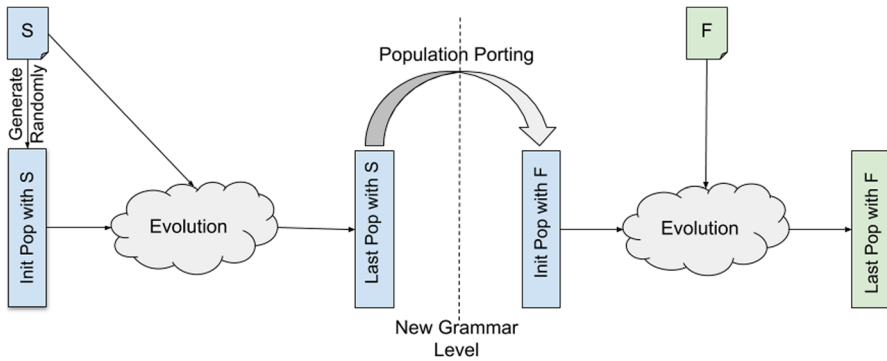 S
F
Population Porting
Generate
Randomly
Init Pop with S
Evolution
Last Pop with S
Init Pop with F
Evolution
Last Pop with F
New Grammar
Level